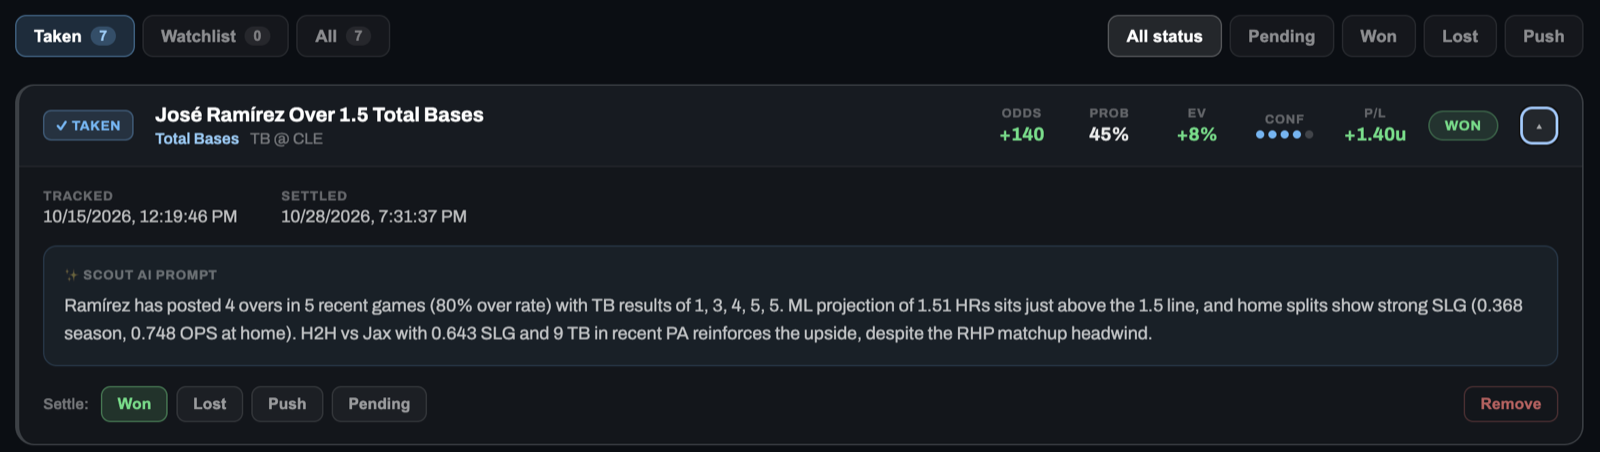 Taken 7 Watchlist 0 All 7 All status Pending Won Lost Push
✓ TAKEN
José Ramírez Over 1.5 Total Bases
Total Bases TB @ CLE
ODDS PROB EV CONF P/L
+140 45% +8% +1.40u
WON
TRACKED SETTLED
10/15/2026, 12:19:46 PM 10/28/2026, 7:31:37 PM
✨ SCOUT AI PROMPT
Ramírez has posted 4 overs in 5 recent games (80% over rate) with TB results of 1, 3, 4, 5, 5. ML projection of 1.51 HRs sits just above the 1.5 line, and home splits show strong SLG (0.368
season, 0.748 OPS at home). H2H vs Jax with 0.643 SLG and 9 TB in recent PA reinforces the upside, despite the RHP matchup headwind.
Settle: Won Lost Push Pending Remove